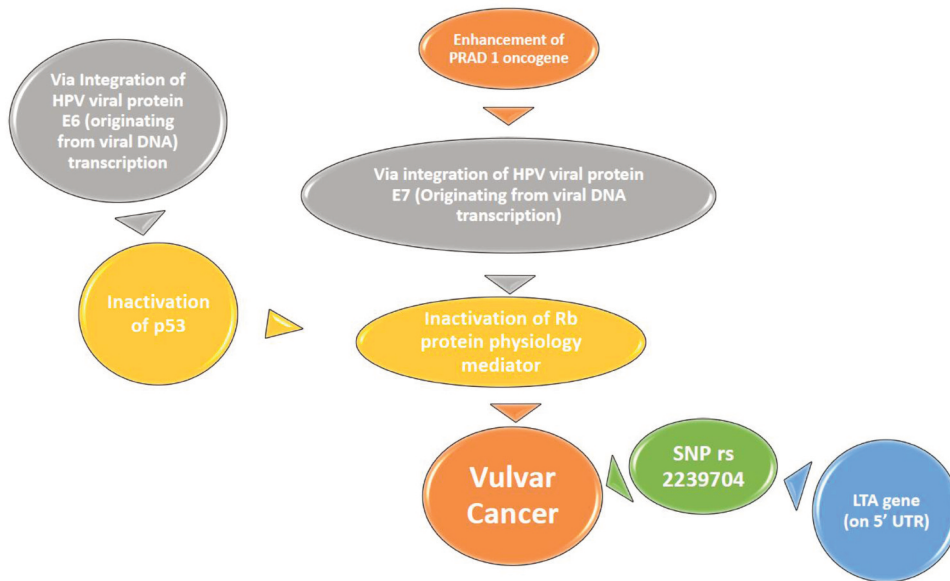 Enhancement of
PRAD 1 oncogene
Via Integration of
HPV viral protein
E6 (originating
from viral DNA)
transcription
Via integration of HPV viral protein
E7 (Originating from viral DNA
transcription)
Inactivation
of p53
Inactivation of Rb
protein physiology
mediator
Vulvar
Cancer
SNP rs
2239704
LTA gene
(on 5′ UTR)